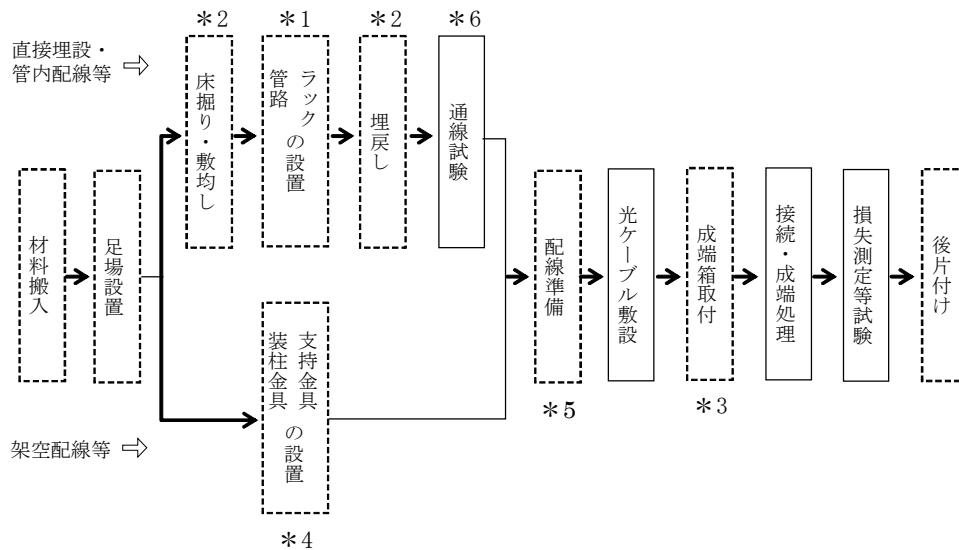 ＊2
＊1
＊2
＊6
直接埋設・
管内配線等
床掘り・敷均し
ラック
管路
の設置
埋戻し
通線試験
材料搬入
足場設置
配線準備
光ケーブル敷設
成端箱取付
接続・成端処理
損失測定等試験
後片付け
支持金具
装柱金具
の設置
＊5
＊3
架空配線等
＊4